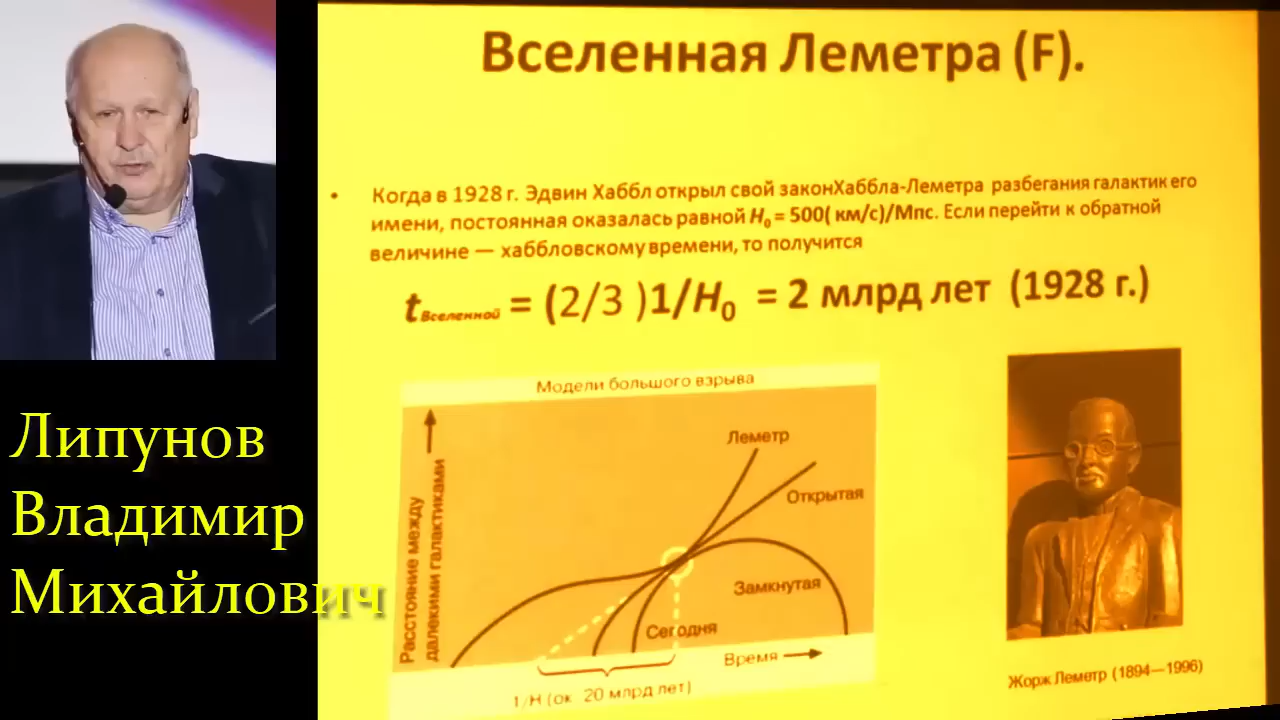 Липунов
Владимир
Михайлович
Вселенная Леметра (F).
• Когда в 1928 г. Эдвин Хаббл открыл свой законХаббла-Леметра разбегания галактик его
имени, постоянная оказалась равной H₀ = 500( км/с)/Мпс. Если перейти к обратной
величине — хаббловскому времени, то получится
tВселенной = (2/3 )1/H₀ = 2 млрд лет (1928 г.)
Модели большого взрыва
Расстояние между
далекими галактиками
Леметр
Открытая
Замкнутая
Сегодня
Время
1/H (ок. 20 млрд лет)
Жорж Леметр (1894—1996)